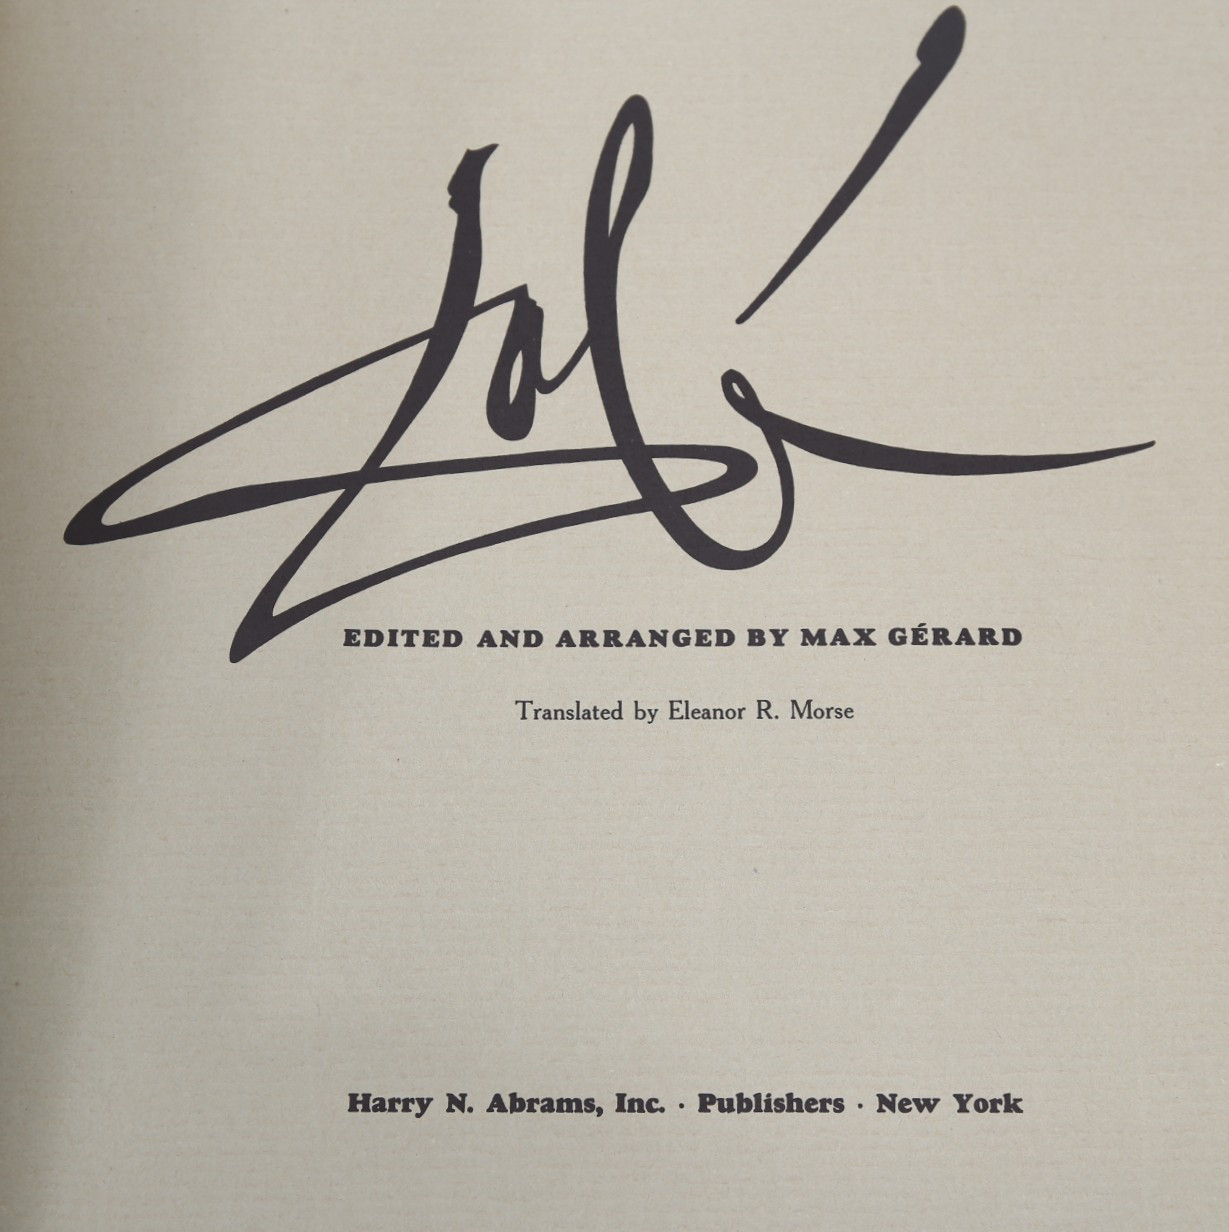 Dalí
EDITED AND ARRANGED BY MAX GÉRARD
Translated by Eleanor R. Morse
Harry N. Abrams, Inc. · Publishers · New York